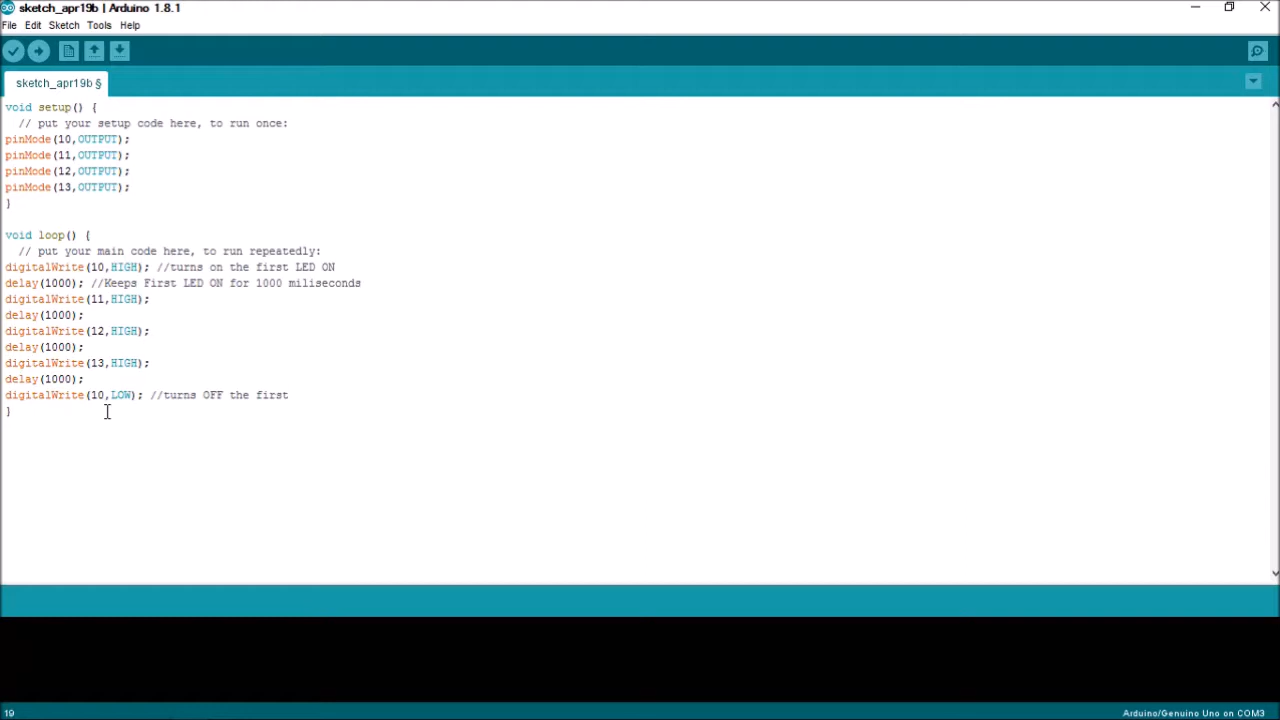 sketch_apr19b | Arduino 1.8.1
File Edit Sketch Tools Help
sketch_apr19b §
void setup() {
  // put your setup code here, to run once:
pinMode(10,OUTPUT);
pinMode(11,OUTPUT);
pinMode(12,OUTPUT);
pinMode(13,OUTPUT);
}

void loop() {
  // put your main code here, to run repeatedly:
digitalWrite(10,HIGH); //turns on the first LED ON
delay(1000); //Keeps First LED ON for 1000 miliseconds
digitalWrite(11,HIGH);
delay(1000);
digitalWrite(12,HIGH);
delay(1000);
digitalWrite(13,HIGH);
delay(1000);
digitalWrite(10,LOW); //turns OFF the first
}
19
Arduino/Genuino Uno on COM3